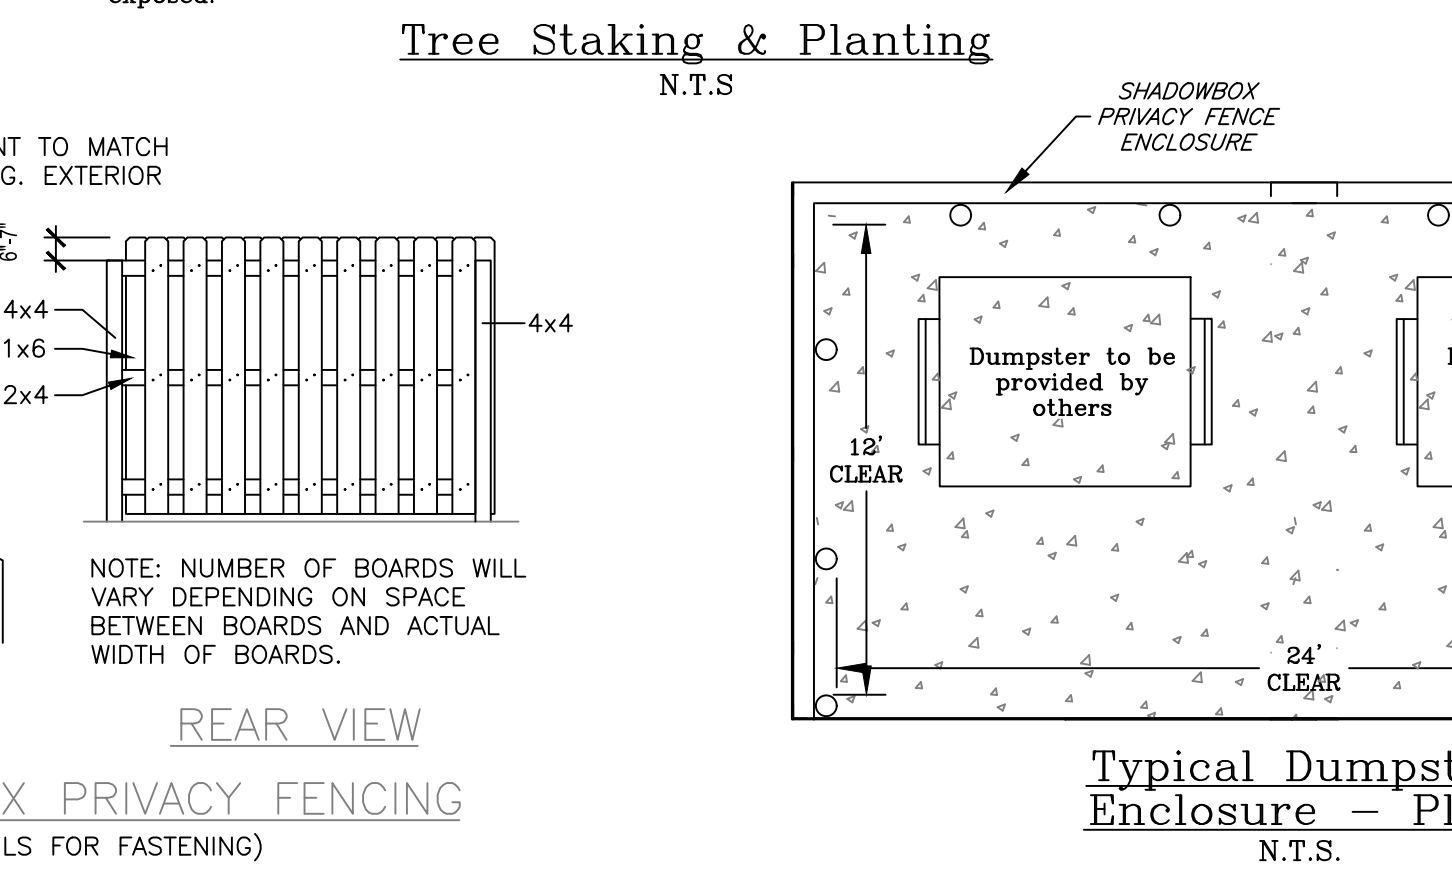 exposed.
Tree Staking & Planting
N.T.S
SHADOWBOX
PRIVACY FENCE
ENCLOSURE
NT TO MATCH
G. EXTERIOR
6"-7"
4x4
1x6
2x4
4x4
Dumpster to be
provided by
others
12'
CLEAR
24'
CLEAR
NOTE: NUMBER OF BOARDS WILL
VARY DEPENDING ON SPACE
BETWEEN BOARDS AND ACTUAL
WIDTH OF BOARDS.
REAR VIEW
X PRIVACY FENCING
LS FOR FASTENING)
Typical Dumpst
Enclosure - Pl
N.T.S.